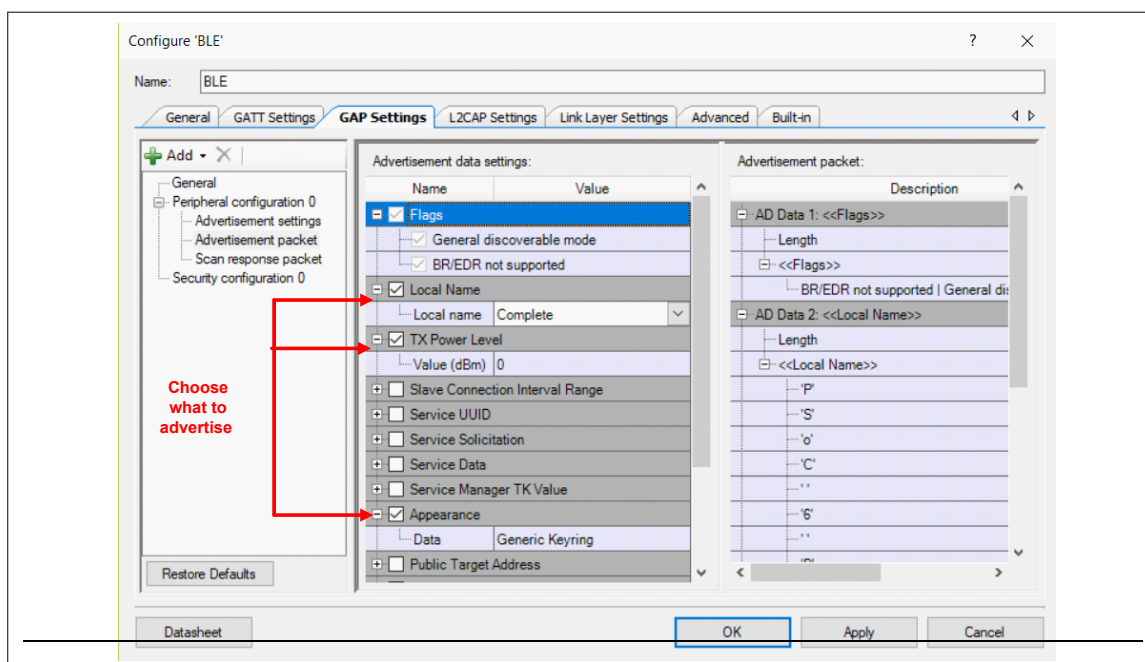 Configure 'BLE'
Name: BLE
General GATT Settings GAP Settings L2CAP Settings Link Layer Settings Advanced Built-in
Add
General
Peripheral configuration 0
Advertisement settings
Advertisement packet
Scan response packet
Security configuration 0
Restore Defaults
Choose
what to
advertise
Advertisement data settings:
Name Value
Flags
General discoverable mode
BR/EDR not supported
Local Name
Local name Complete
TX Power Level
Value (dBm) 0
Slave Connection Interval Range
Service UUID
Service Solicitation
Service Data
Service Manager TK Value
Appearance
Data Generic Keyring
Public Target Address
Advertisement packet:
Description
AD Data 1: <<Flags>>
Length
<<Flags>>
BR/EDR not supported | General
AD Data 2: <<Local Name>>
Length
<<Local Name>>
'P'
'S'
'o'
'C'
' '
'6'
' '
Datasheet OK Apply Cancel